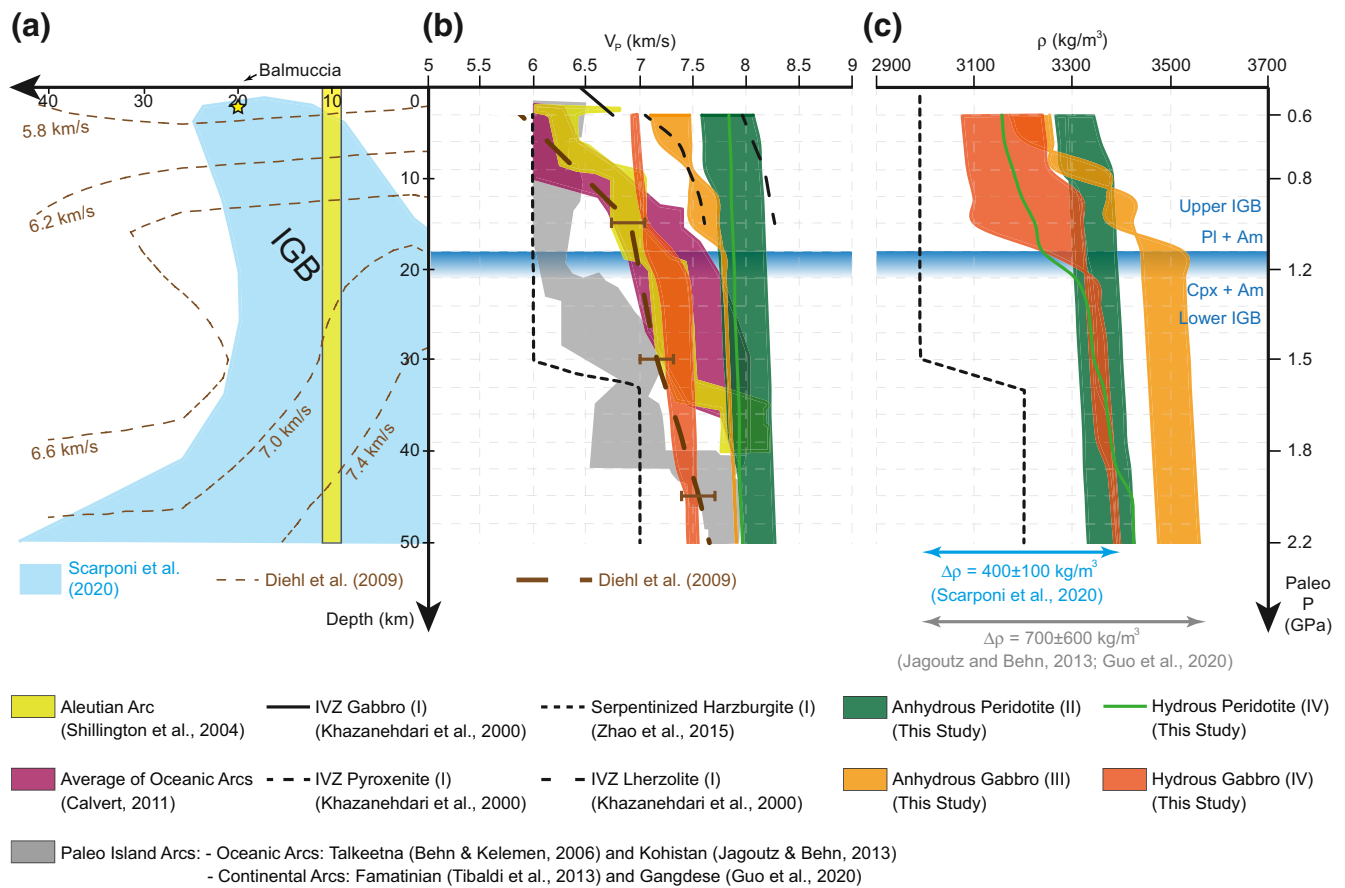 (a)
(b)
(c)
Balmuccia
V_P (km/s)
ρ (kg/m³)
40 30 20 10 0
5 5.5 6 6.5 7 7.5 8 8.5 9
2900 3100 3300 3500 3700
5.8 km/s
6.2 km/s
6.6 km/s
7.0 km/s
7.4 km/s
IGB
10
20
30
40
50
0.6
0.8
1.2
1.5
1.8
2.2
Upper IGB
Pl + Am
Cpx + Am
Lower IGB
Scarponi et al.
(2020)
Diehl et al. (2009)
Depth (km)
Diehl et al. (2009)
Δρ = 400±100 kg/m³
(Scarponi et al., 2020)
Δρ = 700±600 kg/m³
(Jagoutz and Behn, 2013; Guo et al., 2020)
Paleo
P
(GPa)
Aleutian Arc
(Shillington et al., 2004)
IVZ Gabbro (I)
(Khazanehdari et al., 2000)
Serpentinized Harzburgite (I)
(Zhao et al., 2015)
Anhydrous Peridotite (II)
(This Study)
Hydrous Peridotite (IV)
(This Study)
Average of Oceanic Arcs
(Calvert, 2011)
IVZ Pyroxenite (I)
(Khazanehdari et al., 2000)
IVZ Lherzolite (I)
(Khazanehdari et al., 2000)
Anhydrous Gabbro (III)
(This Study)
Hydrous Gabbro (IV)
(This Study)
Paleo Island Arcs: - Oceanic Arcs: Talkeetna (Behn & Kelemen, 2006) and Kohistan (Jagoutz & Behn, 2013)
- Continental Arcs: Famatinian (Tibaldi et al., 2013) and Gangdese (Guo et al., 2020)